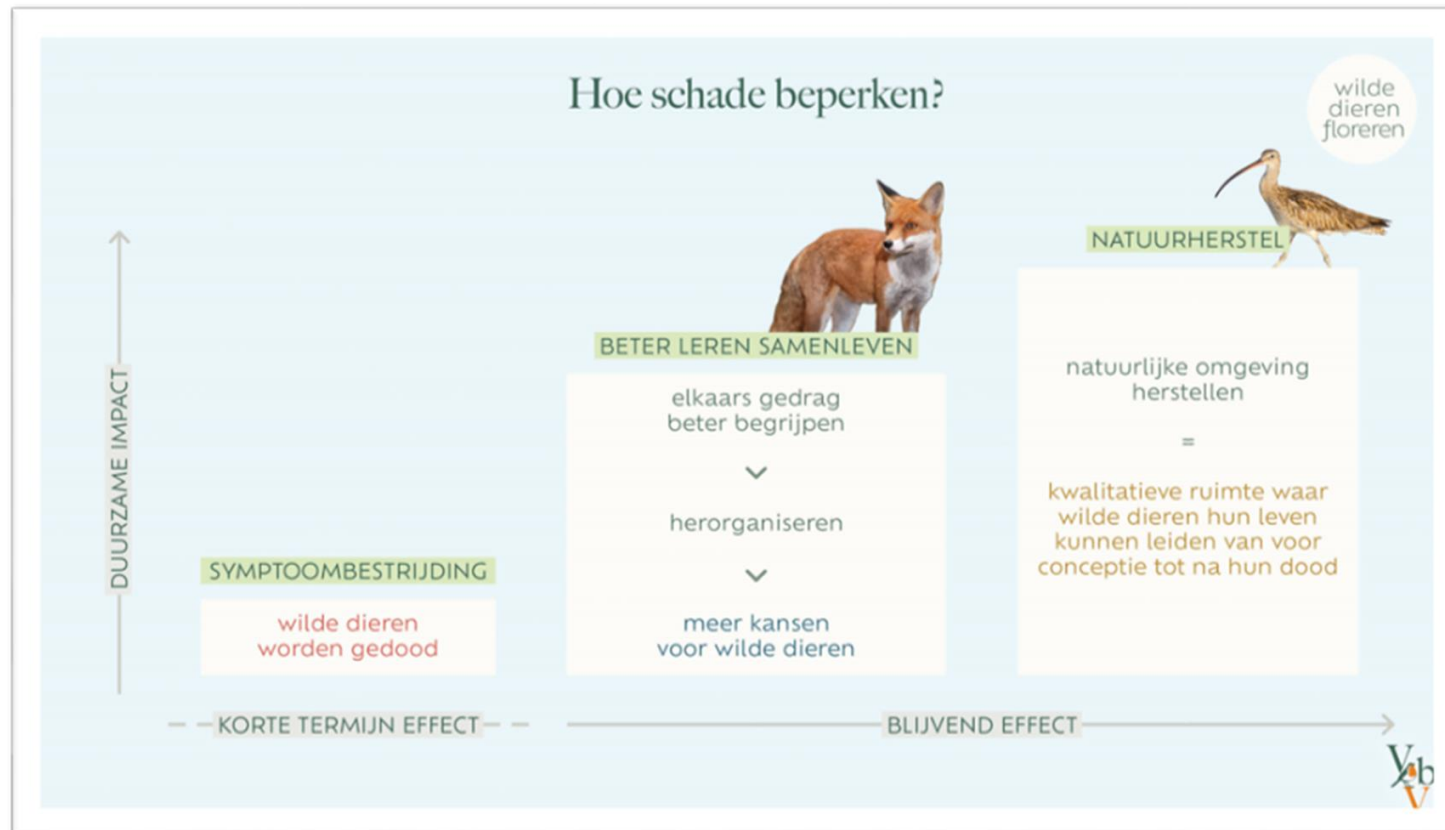 Hoe schade beperken?
wilde
dieren
floreren
NATUURHERSTEL
natuurlijke omgeving
herstellen
=
kwalitatieve ruimte waar
wilde dieren hun leven
kunnen leiden van voor
conceptie tot na hun dood
BETER LEREN SAMENLEVEN
elkaars gedrag
beter begrijpen
herorganiseren
meer kansen
voor wilde dieren
SYMPTOOMBESTRIJDING
wilde dieren
worden gedood
DUURZAME IMPACT
KORTE TERMIJN EFFECT
BLIJVEND EFFECT